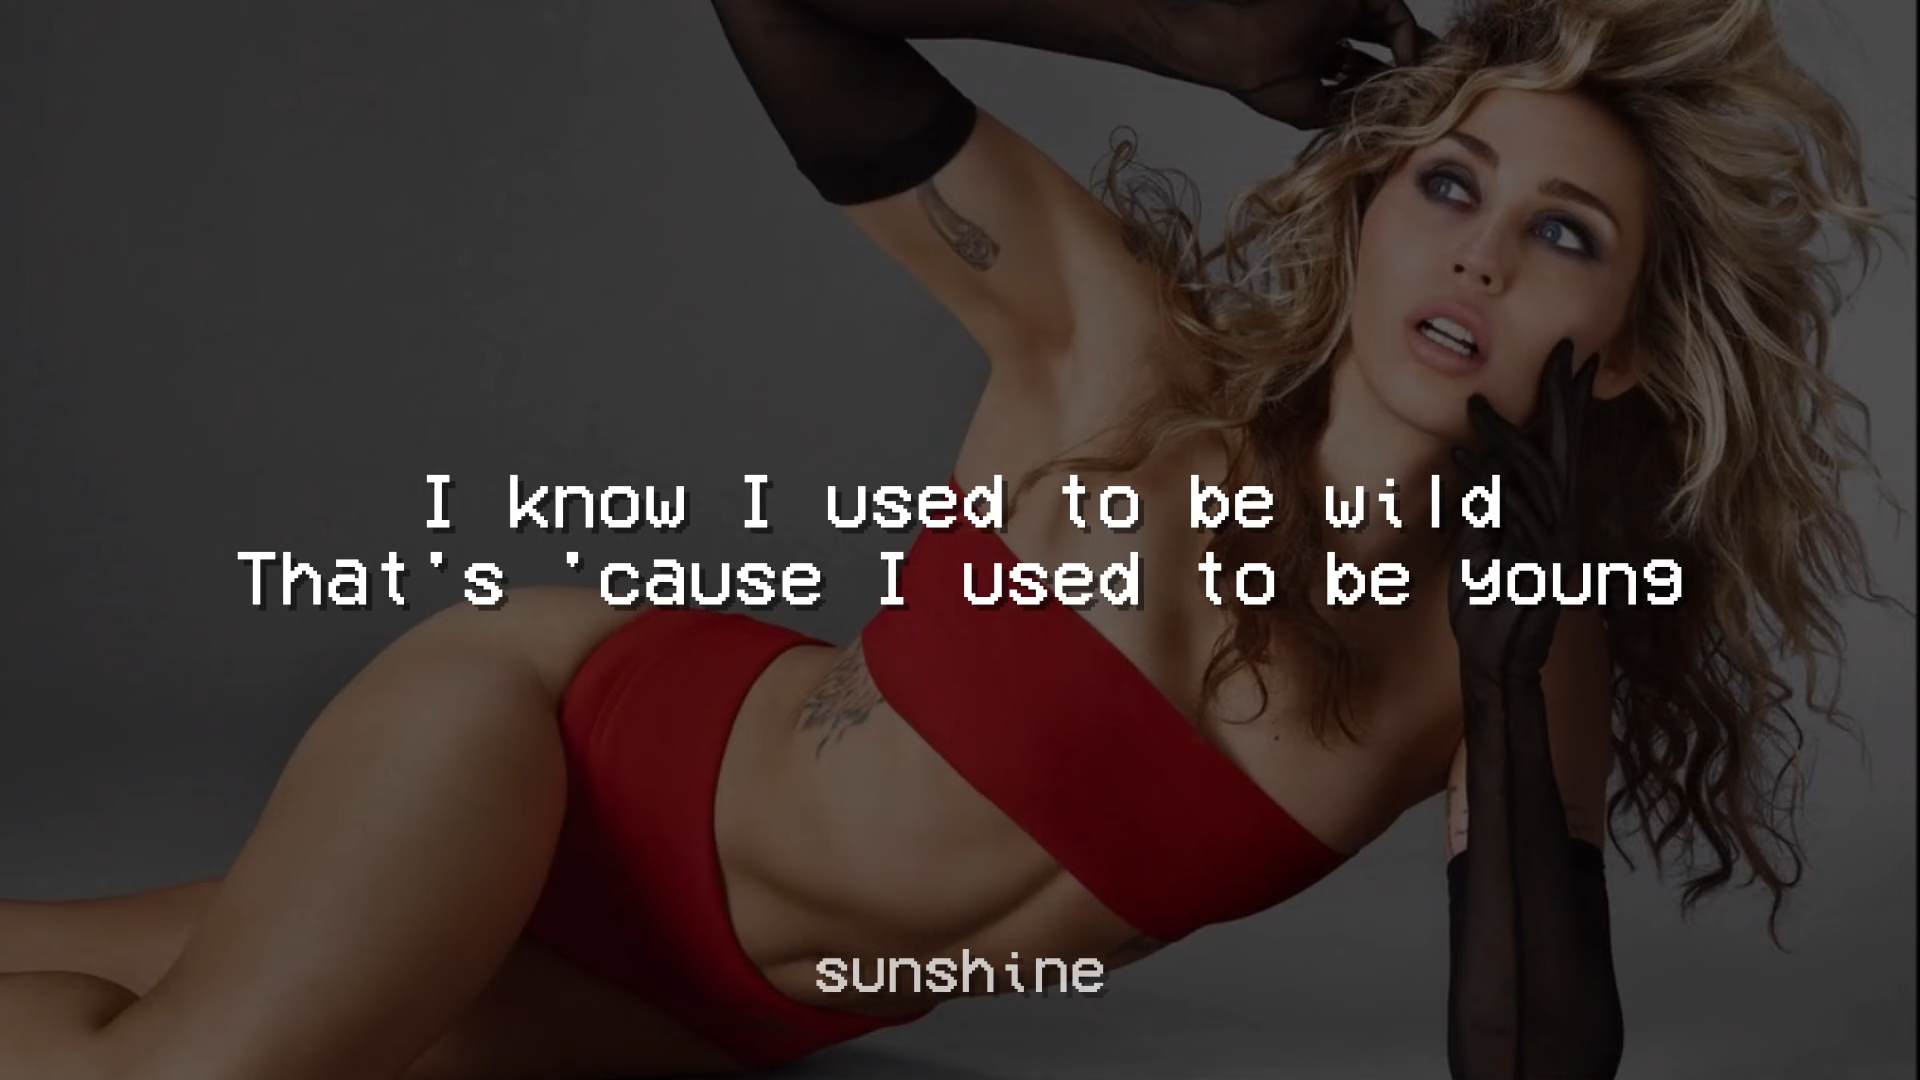 I know I used to be wild
That's 'cause I used to be young
sunshine